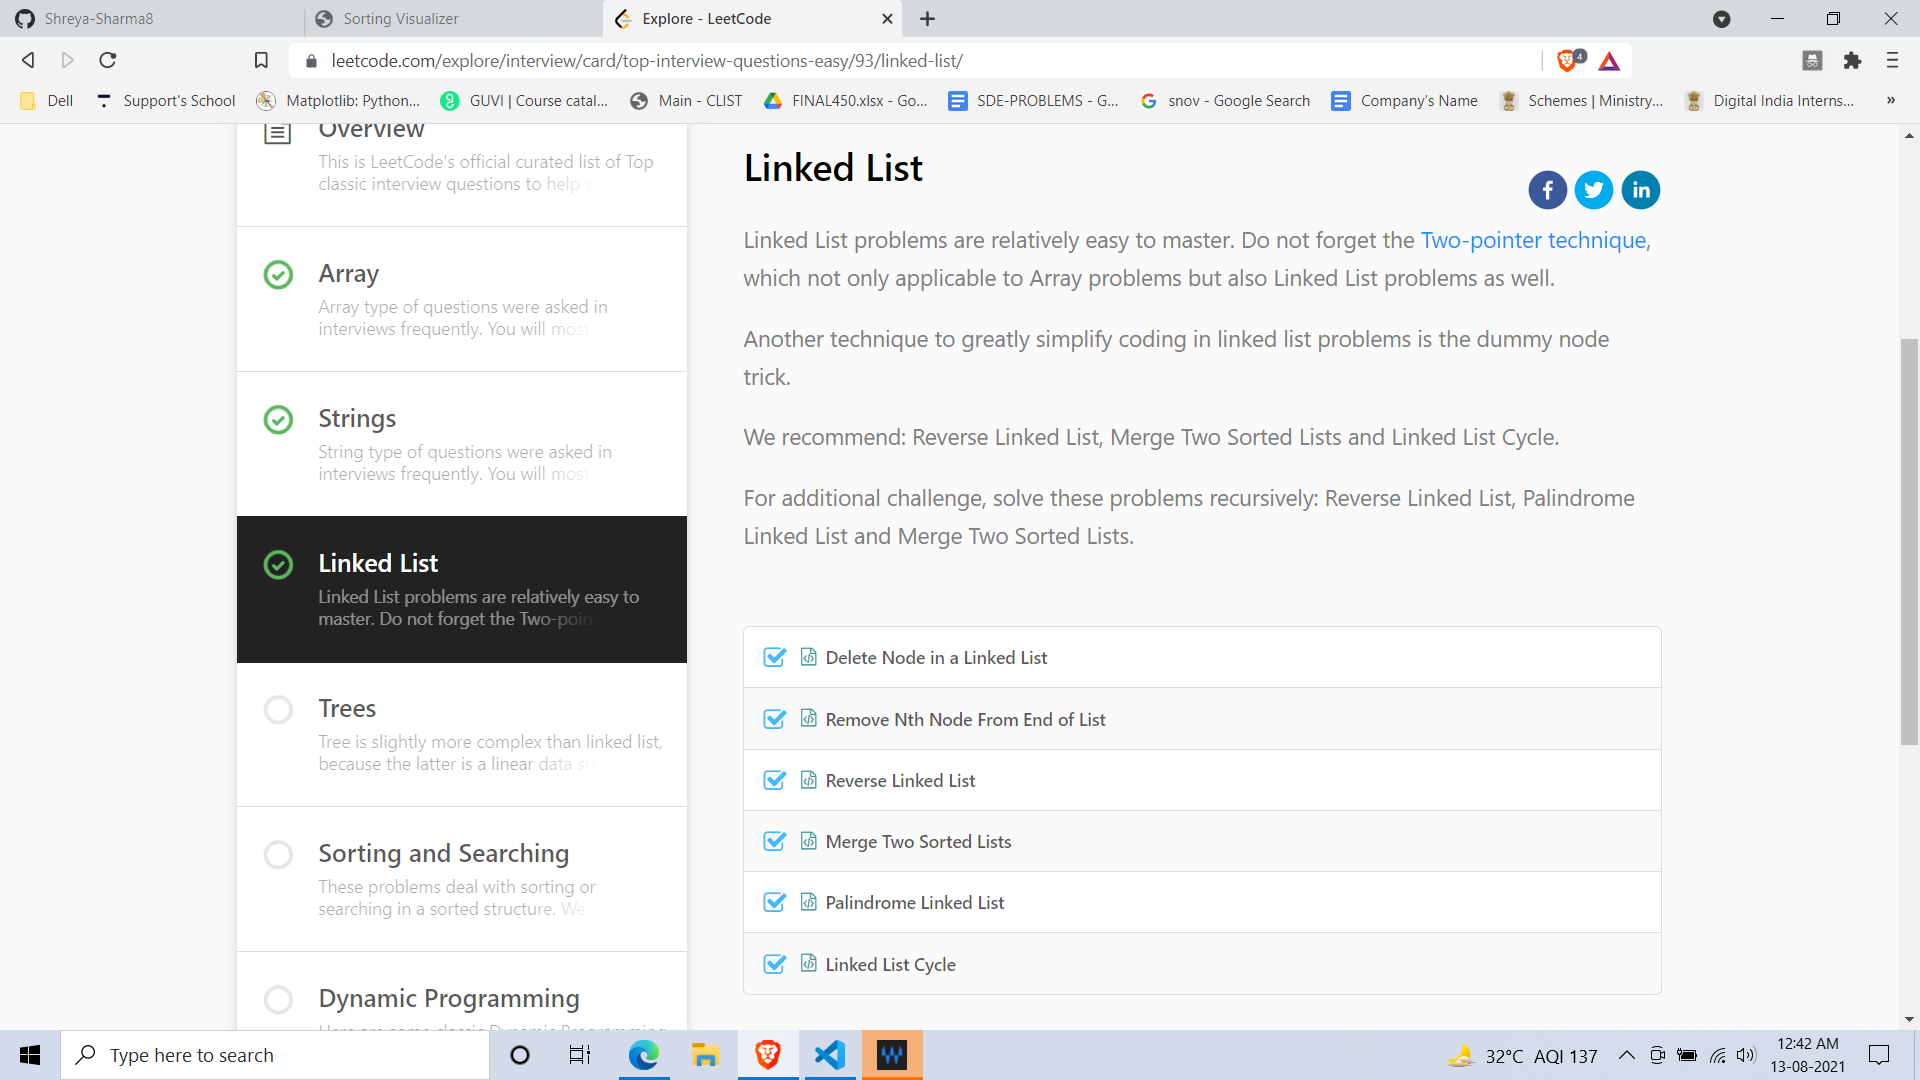 Shreya-Sharma8
Sorting Visualizer
Explore - LeetCode
leetcode.com/explore/interview/card/top-interview-questions-easy/93/linked-list/
4
Dell
Support's School
Matplotlib: Python...
GUVI | Course catal...
Main - CLIST
FINAL450.xlsx - Go...
SDE-PROBLEMS - G...
snov - Google Search
Company's Name
Schemes | Ministry...
Digital India Interns...
»
Overview
This is LeetCode's official curated list of Top
classic interview questions to help y
Array
Array type of questions were asked in
interviews frequently. You will most
Strings
String type of questions were asked in
interviews frequently. You will most
Linked List
Linked List problems are relatively easy to
master. Do not forget the Two-poin
Trees
Tree is slightly more complex than linked list,
because the latter is a linear data st
Sorting and Searching
These problems deal with sorting or
searching in a sorted structure. We
Dynamic Programming
Here are some classic Dynamic Programming
Linked List
Linked List problems are relatively easy to master. Do not forget the Two-pointer technique,
which not only applicable to Array problems but also Linked List problems as well.
Another technique to greatly simplify coding in linked list problems is the dummy node
trick.
We recommend: Reverse Linked List, Merge Two Sorted Lists and Linked List Cycle.
For additional challenge, solve these problems recursively: Reverse Linked List, Palindrome
Linked List and Merge Two Sorted Lists.
Delete Node in a Linked List
Remove Nth Node From End of List
Reverse Linked List
Merge Two Sorted Lists
Palindrome Linked List
Linked List Cycle
Type here to search
32°C AQI 137
12:42 AM
13-08-2021